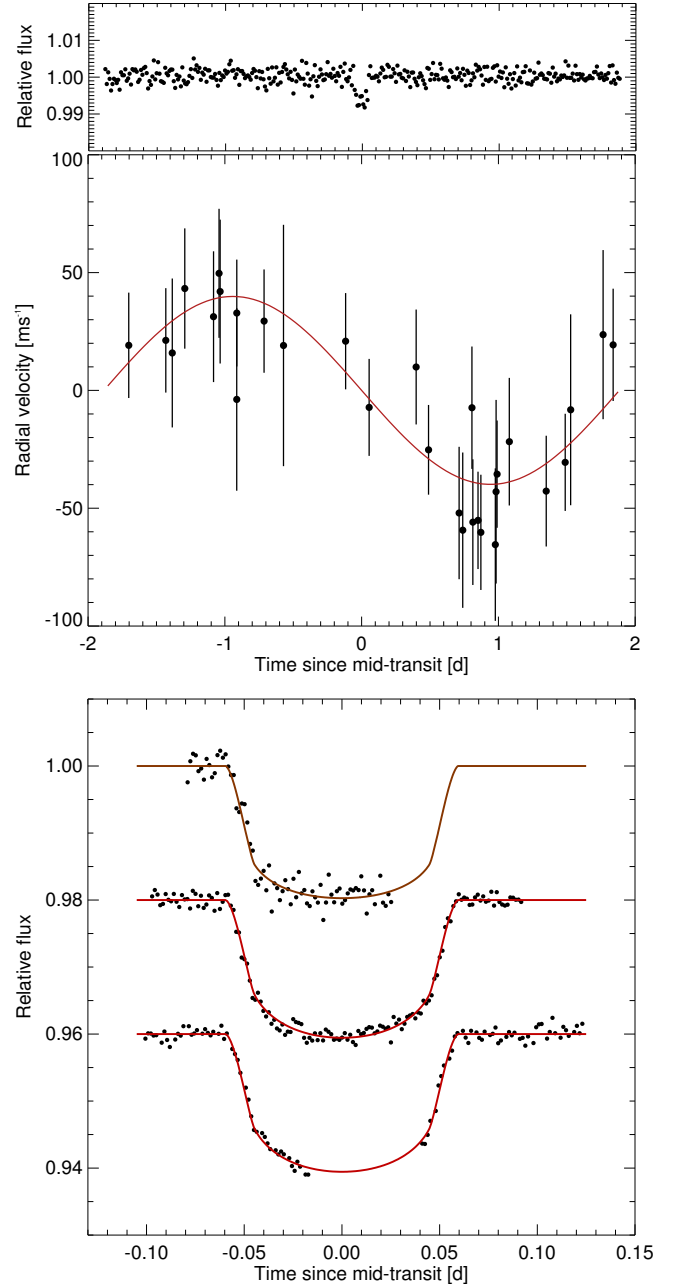 1.01
1.00
0.99
Relative flux
100
50
0
-50
-100
Radial velocity [ms⁻¹]
-2 -1 0 1 2
Time since mid-transit [d]
1.00
0.98
0.96
0.94
Relative flux
-0.10 -0.05 0.00 0.05 0.10 0.15
Time since mid-transit [d]